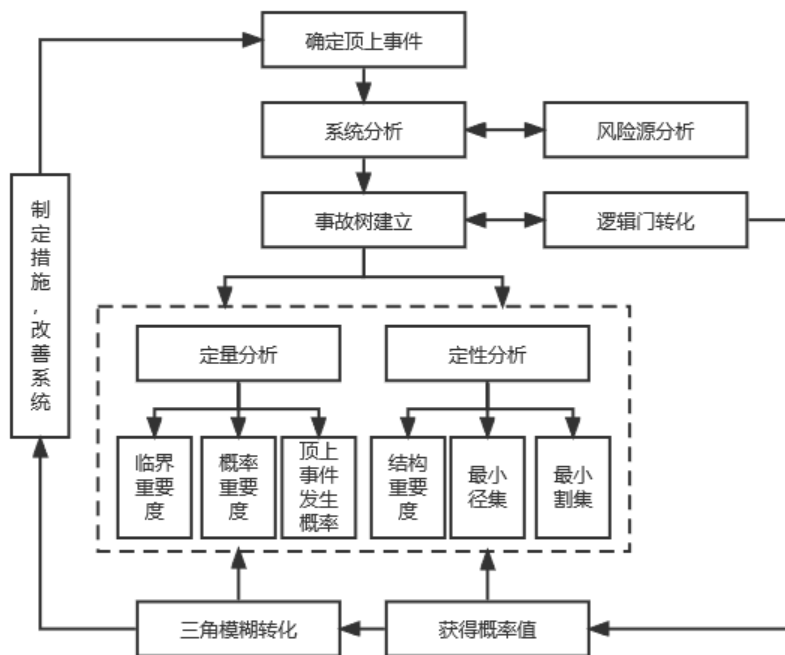 确定顶上事件
系统分析
风险源分析
事故树建立
逻辑门转化
制
定
措
施
,
改
善
系
统
定量分析
定性分析
临界
重要
度
概率
重要
度
顶上
事件
发生
概率
结构
重要
度
最小
径集
最小
割集
三角模糊转化
获得概率值